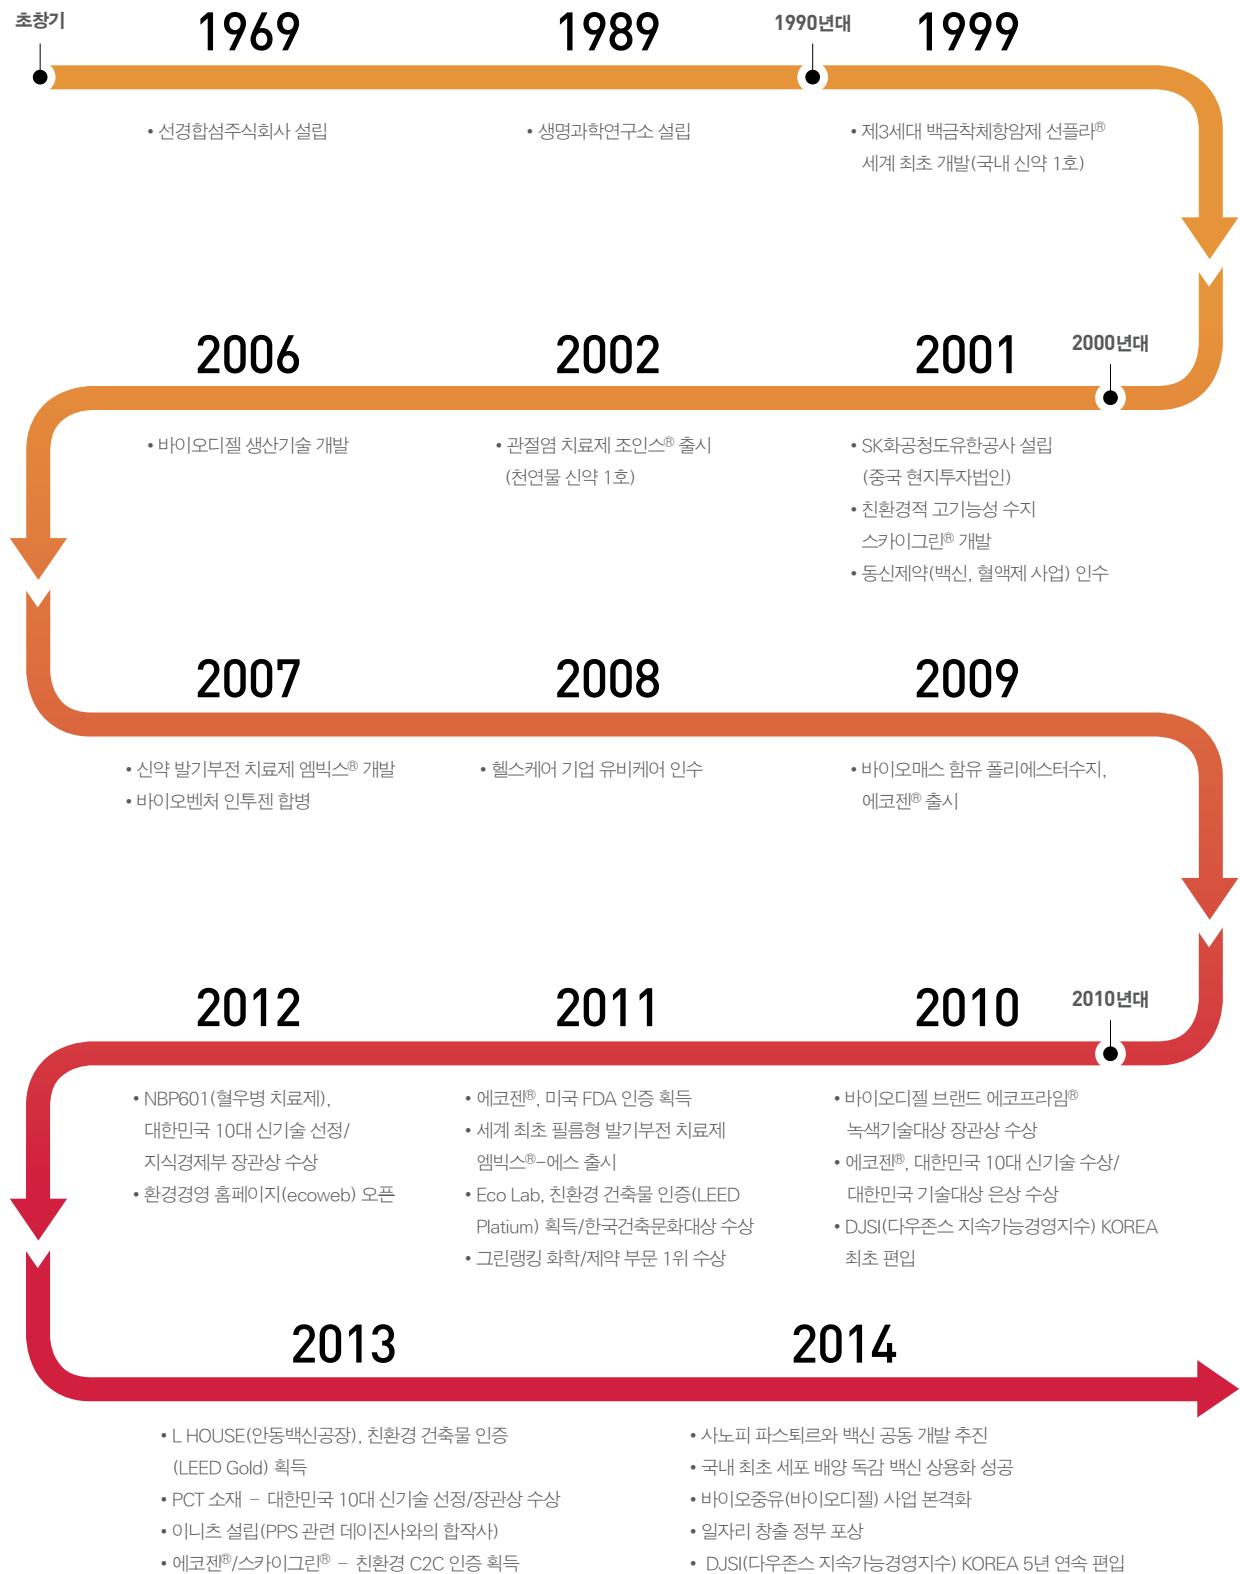 초창기
1969
• 선경합섬주식회사 설립
1989
• 생명과학연구소 설립
1990년대
1999
• 제3세대 백금착체항암제 선플라®
세계 최초 개발(국내 신약 1호)
2000년대
2001
• SK화공청도유한공사 설립
(중국 현지투자법인)
• 친환경적 고기능성 수지
스카이그린® 개발
• 동신제약(백신, 혈액제 사업) 인수
2002
• 관절염 치료제 조인스® 출시
(천연물 신약 1호)
2006
• 바이오디젤 생산기술 개발
2007
• 신약 발기부전 치료제 엠빅스® 개발
• 바이오벤처 인투젠 합병
2008
• 헬스케어 기업 유비케어 인수
2009
• 바이오매스 함유 폴리에스터수지,
에코젠® 출시
2010년대
2010
• 바이오디젤 브랜드 에코프라임®
녹색기술대상 장관상 수상
• 에코젠®, 대한민국 10대 신기술 수상/
대한민국 기술대상 은상 수상
• DJSI(다우존스 지속가능경영지수) KOREA
최초 편입
2011
• 에코젠®, 미국 FDA 인증 획득
• 세계 최초 필름형 발기부전 치료제
엠빅스®-에스 출시
• Eco Lab, 친환경 건축물 인증(LEED
Platium) 획득/한국건축문화대상 수상
• 그린랭킹 화학/제약 부문 1위 수상
2012
• NBP601(혈우병 치료제),
대한민국 10대 신기술 선정/
지식경제부 장관상 수상
• 환경경영 홈페이지(ecoweb) 오픈
2013
• L HOUSE(안동백신공장), 친환경 건축물 인증
(LEED Gold) 획득
• PCT 소재 – 대한민국 10대 신기술 선정/장관상 수상
• 이니츠 설립(PPS 관련 데이진사와의 합작사)
• 에코젠®/스카이그린® – 친환경 C2C 인증 획득
2014
• 사노피 파스퇴르와 백신 공동 개발 추진
• 국내 최초 세포 배양 독감 백신 상용화 성공
• 바이오중유(바이오디젤) 사업 본격화
• 일자리 창출 정부 포상
• DJSI(다우존스 지속가능경영지수) KOREA 5년 연속 편입